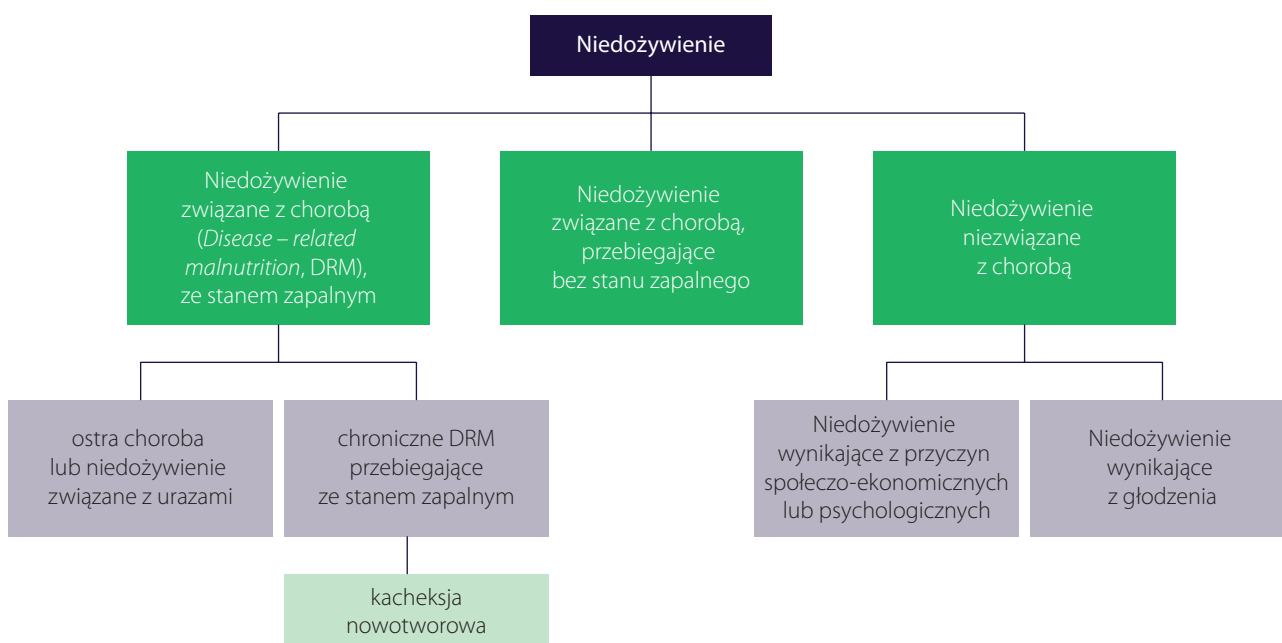 Niedożywienie
Niedożywienie
związane z chorobą
(Disease – related
malnutrition, DRM),
ze stanem zapalnym
Niedożywienie
związane z chorobą,
przebiegające
bez stanu zapalnego
Niedożywienie
niezwiązane
z chorobą
ostra choroba
lub niedożywienie
związane z urazami
chroniczne DRM
przebiegające
ze stanem zapalnym
Niedożywienie
wynikające z przyczyn
społeczo-ekonomicznych
lub psychologicznych
Niedożywienie
wynikające
z głodzenia
kacheksja
nowotworowa